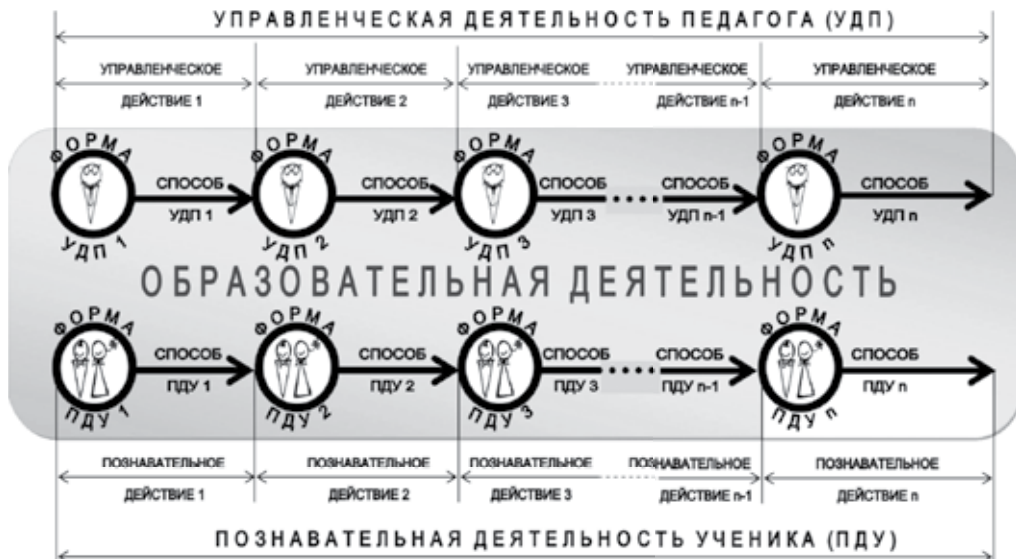 УПРАВЛЕНЧЕСКАЯ ДЕЯТЕЛЬНОСТЬ ПЕДАГОГА (УДП)
УПРАВЛЕНЧЕСКОЕ УПРАВЛЕНЧЕСКОЕ УПРАВЛЕНЧЕСКОЕ УПРАВЛЕНЧЕСКОЕ УПРАВЛЕНЧЕСКОЕ
ДЕЙСТВИЕ 1 ДЕЙСТВИЕ 2 ДЕЙСТВИЕ 3 ДЕЙСТВИЕ n-1 ДЕЙСТВИЕ n
ФОРМА ФОРМА ФОРМА ФОРМА
СПОСОБ СПОСОБ СПОСОБ СПОСОБ СПОСОБ
УДП 1 УДП 2 УДП 3 УДП n-1 УДП n
УДП 1 УДП 2 УДП 3 УДП n
ОБРАЗОВАТЕЛЬНАЯ ДЕЯТЕЛЬНОСТЬ
ФОРМА ФОРМА ФОРМА ФОРМА
СПОСОБ СПОСОБ СПОСОБ СПОСОБ СПОСОБ
ПДУ 1 ПДУ 2 ПДУ 3 ПДУ n-1 ПДУ n
ПДУ 1 ПДУ 2 ПДУ 3 ПДУ n
ПОЗНАВАТЕЛЬНОЕ ПОЗНАВАТЕЛЬНОЕ ПОЗНАВАТЕЛЬНОЕ ПОЗНАВАТЕЛЬНОЕ ПОЗНАВАТЕЛЬНОЕ
ДЕЙСТВИЕ 1 ДЕЙСТВИЕ 2 ДЕЙСТВИЕ 3 ДЕЙСТВИЕ n-1 ДЕЙСТВИЕ n
ПОЗНАВАТЕЛЬНАЯ ДЕЯТЕЛЬНОСТЬ УЧЕНИКА (ПДУ)